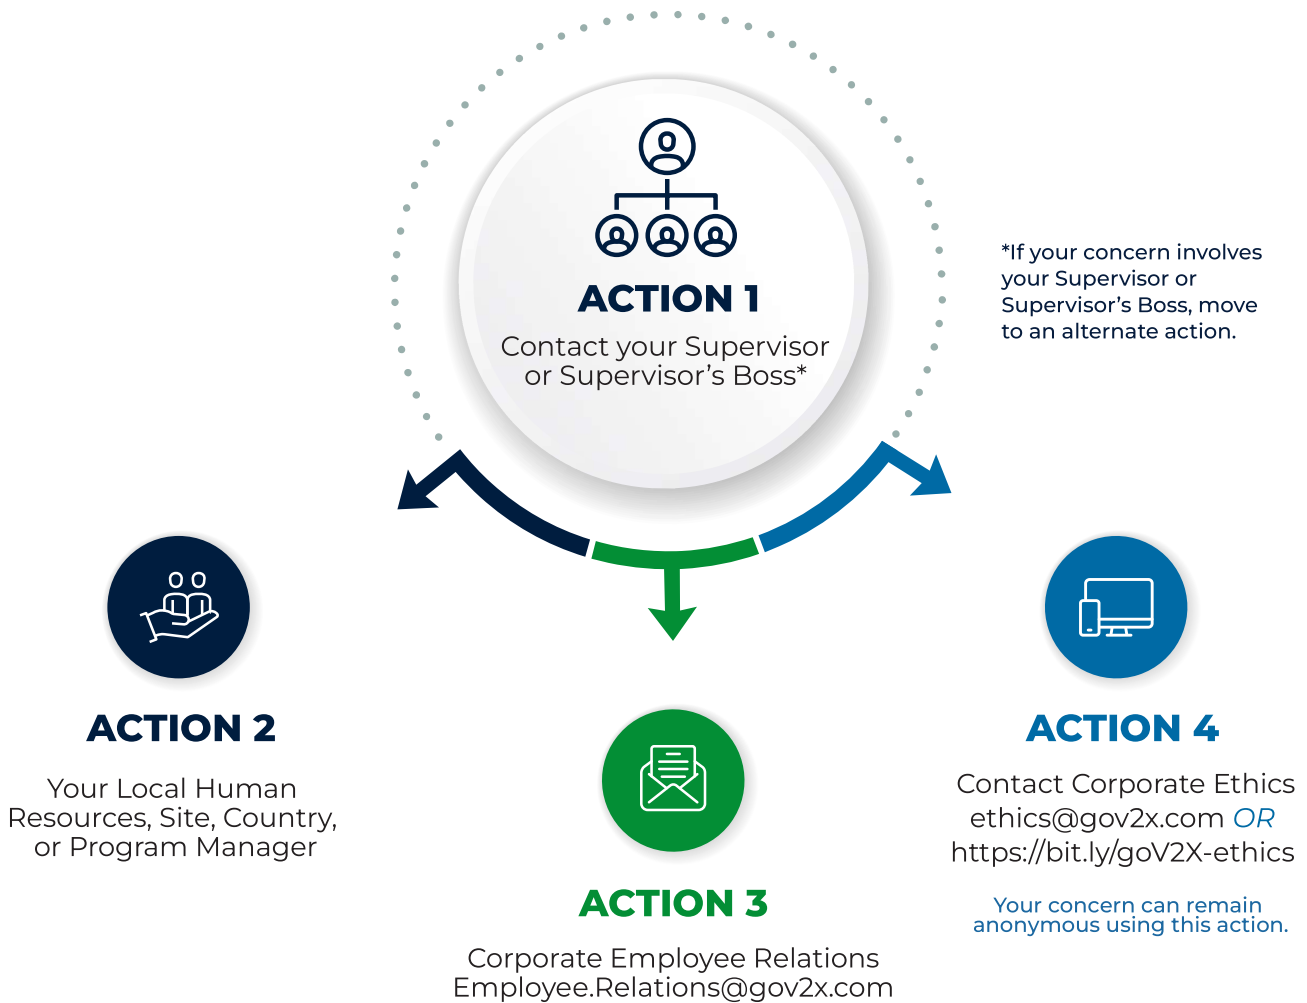 ACTION 1
Contact your Supervisor
or Supervisor's Boss*
*If your concern involves
your Supervisor or
Supervisor's Boss, move
to an alternate action.
ACTION 2
Your Local Human
Resources, Site, Country,
or Program Manager
ACTION 3
Corporate Employee Relations
Employee.Relations@gov2x.com
ACTION 4
Contact Corporate Ethics
ethics@gov2x.com OR
https://bit.ly/goV2X-ethics
Your concern can remain
anonymous using this action.